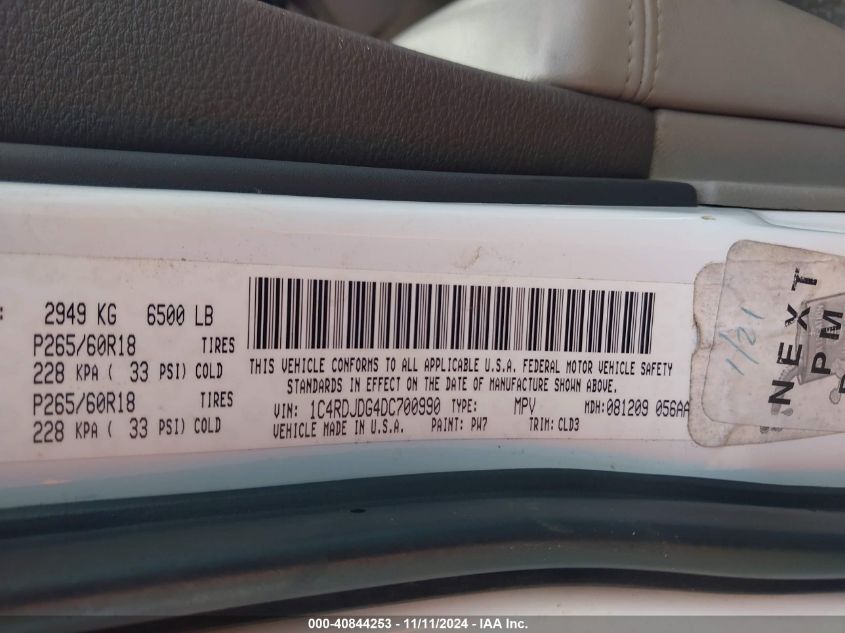 : 2949 KG 6500 LB
P265/60R18 TIRES
228 KPA ( 33 PSI) COLD
P265/60R18 TIRES
228 KPA ( 33 PSI) COLD
THIS VEHICLE CONFORMS TO ALL APPLICABLE U.S.A. FEDERAL MOTOR VEHICLE SAFETY
STANDARDS IN EFFECT ON THE DATE OF MANUFACTURE SHOWN ABOVE.
VIN: 1C4RDJDG4DC700990 TYPE: MPV MDH: 081209 056AA
VEHICLE MADE IN U.S.A. PAINT: PW7 TRIM: CLD3
1/21
NEXT
PM
000-40844253 - 11/11/2024 - IAA Inc.